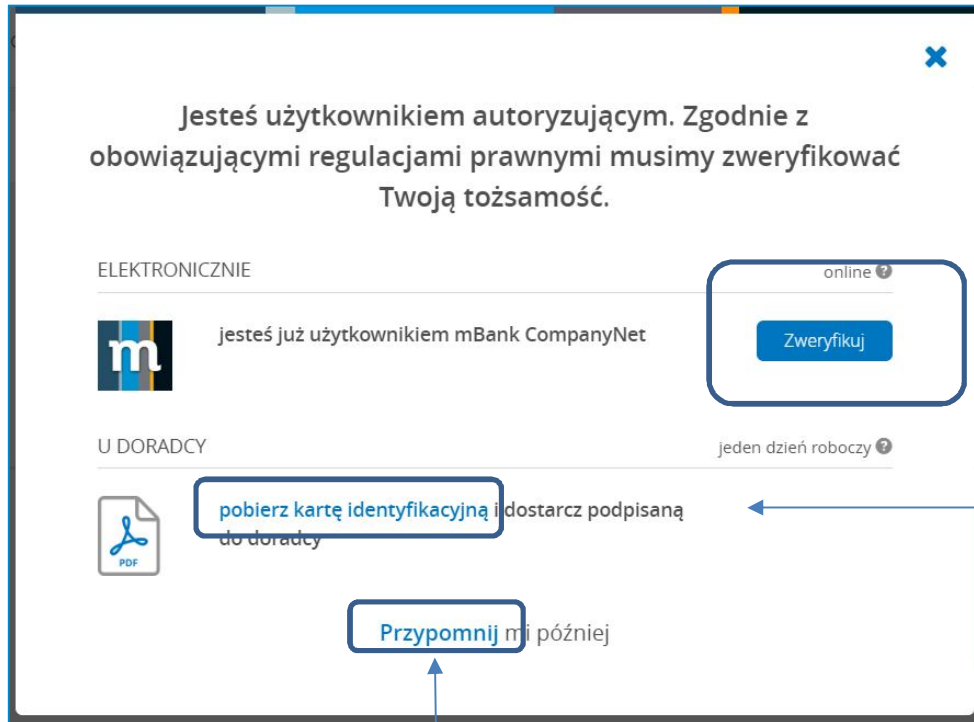 Jesteś użytkownikiem autoryzującym. Zgodnie z
obowiązującymi regulacjami prawnymi musimy zweryfikować
Twoją tożsamość.
ELEKTRONICZNIE
online ?
m
jesteś już użytkownikiem mBank CompanyNet
Zweryfikuj
U DORADCY
jeden dzień roboczy ?
pobierz kartę identyfikacyjną i dostarcz podpisaną
do doradcy
PDF
Przypomnij mi później